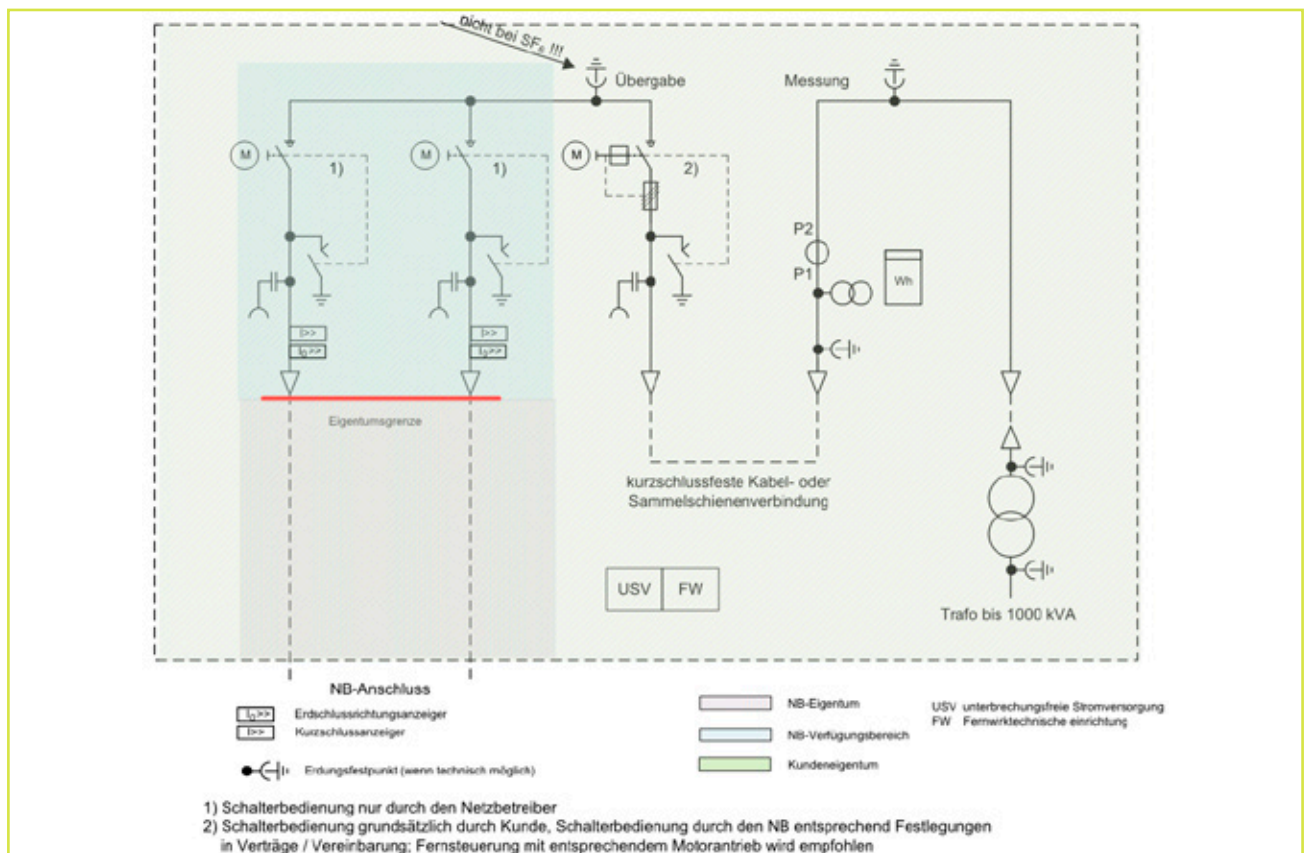 nicht bei SF₆ !!!
Übergabe
Messung
M
1)
M
1)
M
2)
P2
P1
Wh
I>>
I>>
I₀>>
I₀>>
Eigentumsgrenze
kurzschlussfeste Kabel- oder
Sammelschienenverbindung
USV FW
Trafo bis 1000 kVA
NB-Anschluss
I₀>> Erdschlussrichtungsanzeiger
I>> Kurzschlussanzeiger
Erdungsfestpunkt (wenn technisch möglich)
NB-Eigentum
NB-Verfügungsbereich
Kundeneigentum
USV unterbrechungsfreie Stromversorgung
FW Fernwirktechnische einrichtung
1) Schalterbedienung nur durch den Netzbetreiber
2) Schalterbedienung grundsätzlich durch Kunde, Schalterbedienung durch den NB entsprechend Festlegungen
in Verträge / Vereinbarung; Fernsteuerung mit entsprechendem Motorantrieb wird empfohlen